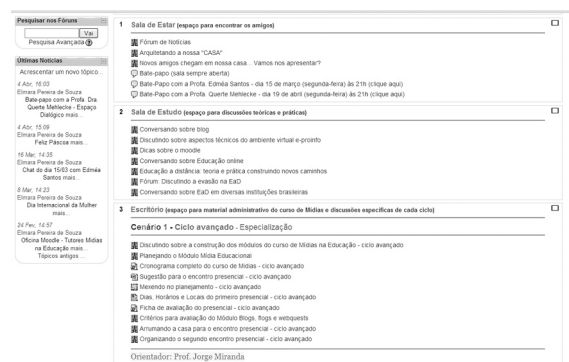 Pesquisar nos Fóruns
Vai
Pesquisa Avançada
Últimas Notícias
Acrescentar um novo tópico...
4 Abr, 16:03
Elmara Pereira de Souza
Bate-papo com a Profa. Dra. Querte Mehlecke - Espaço Dialógico mais...
4 Abr, 15:09
Elmara Pereira de Souza
Feliz Páscoa mais...
16 Mar, 14:35
Elmara Pereira de Souza
Chat do dia 15/03 com Edméa Santos mais...
8 Mar, 14:23
Elmara Pereira de Souza
Dia Internacional da Mulher mais...
24 Fev, 14:57
Elmara Pereira de Souza
Oficina Moodle - Tutores Mídias na Educação mais...
Tópicos antigos ...
1 Sala de Estar (espaço para encontrar os amigos)
Fórum de Notícias
Arquitetando a nossa "CASA"
Novos amigos chegam em nossa casa... Vamos nos apresentar?
Bate-papo (sala sempre aberta)
Bate-Papo com a Profa. Edméa Santos - dia 15 de março (segunda-feira) às 21h (clique aqui)
Bate-Papo com a Profa. Querte Mehlecke - dia 19 de abril (segunda-feira) às 21h (clique aqui)
2 Sala de Estudo (espaço para discussões teóricas e práticas)
Conversando sobre blog
Discutindo sobre aspectos técnicos do ambiente virtual e-proinfo
Dicas sobre o moodle
Conversando sobre Educação online
Educação a distância: teoria e prática construindo novos caminhos
Fórum: Discutindo a evasão na EaD
Conversando sobre EaD em diversas instituições brasileiras
3 Escritório (espaço para material administrativo do curso de Mídias e discussões específicas de cada ciclo)
Cenário 1 - Ciclo avançado - Especialização
Discutindo sobre a construção dos módulos do curso de Mídias na Educação - ciclo avançado
Planejando o Módulo Mídia Educacional
Cronograma completo do curso de Mídias - ciclo avançado
Sugestão para o encontro presencial - ciclo avançado
Mexendo no planejamento - ciclo avançado
Dias, Horários e Locais do primeiro presencial - ciclo avançado
Ficha de avaliação do presencial - ciclo avançado
Critérios para avaliação do Módulo Blogs, flogs e webquests
Arrumando a casa para o encontro presencial - ciclo avançado
Organizando o segundo encontro presencial - ciclo avançado
Orientador: Prof. Jorge Miranda